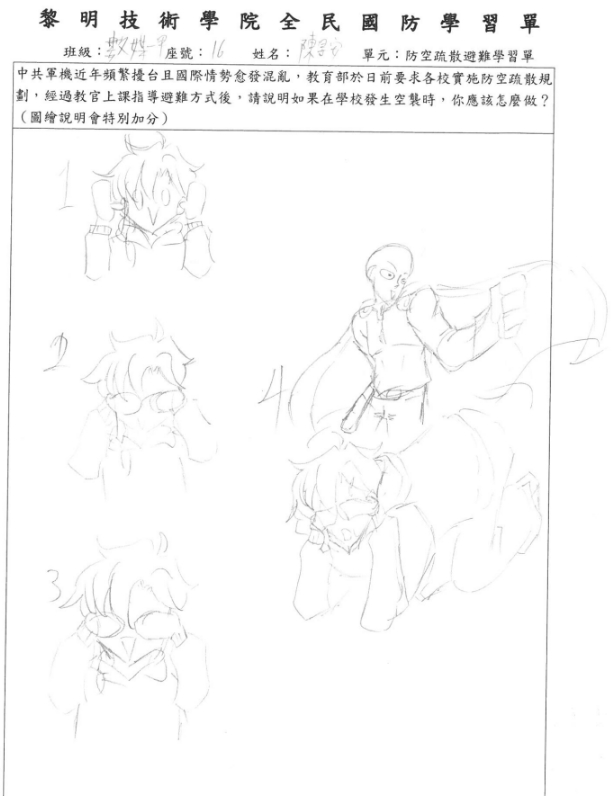 黎明技術學院全民國防學習單
班級：數媒一甲 座號：16 姓名：陳 單元：防空疏散避難學習單
中共軍機近年頻繁擾台且國際情勢愈發混亂，教育部於日前要求各校實施防空疏散規
劃，經過教官上課指導避難方式後，請說明如果在學校發生空襲時，你應該怎麼做？
（圖繪說明會特別加分）
1
2
4
3